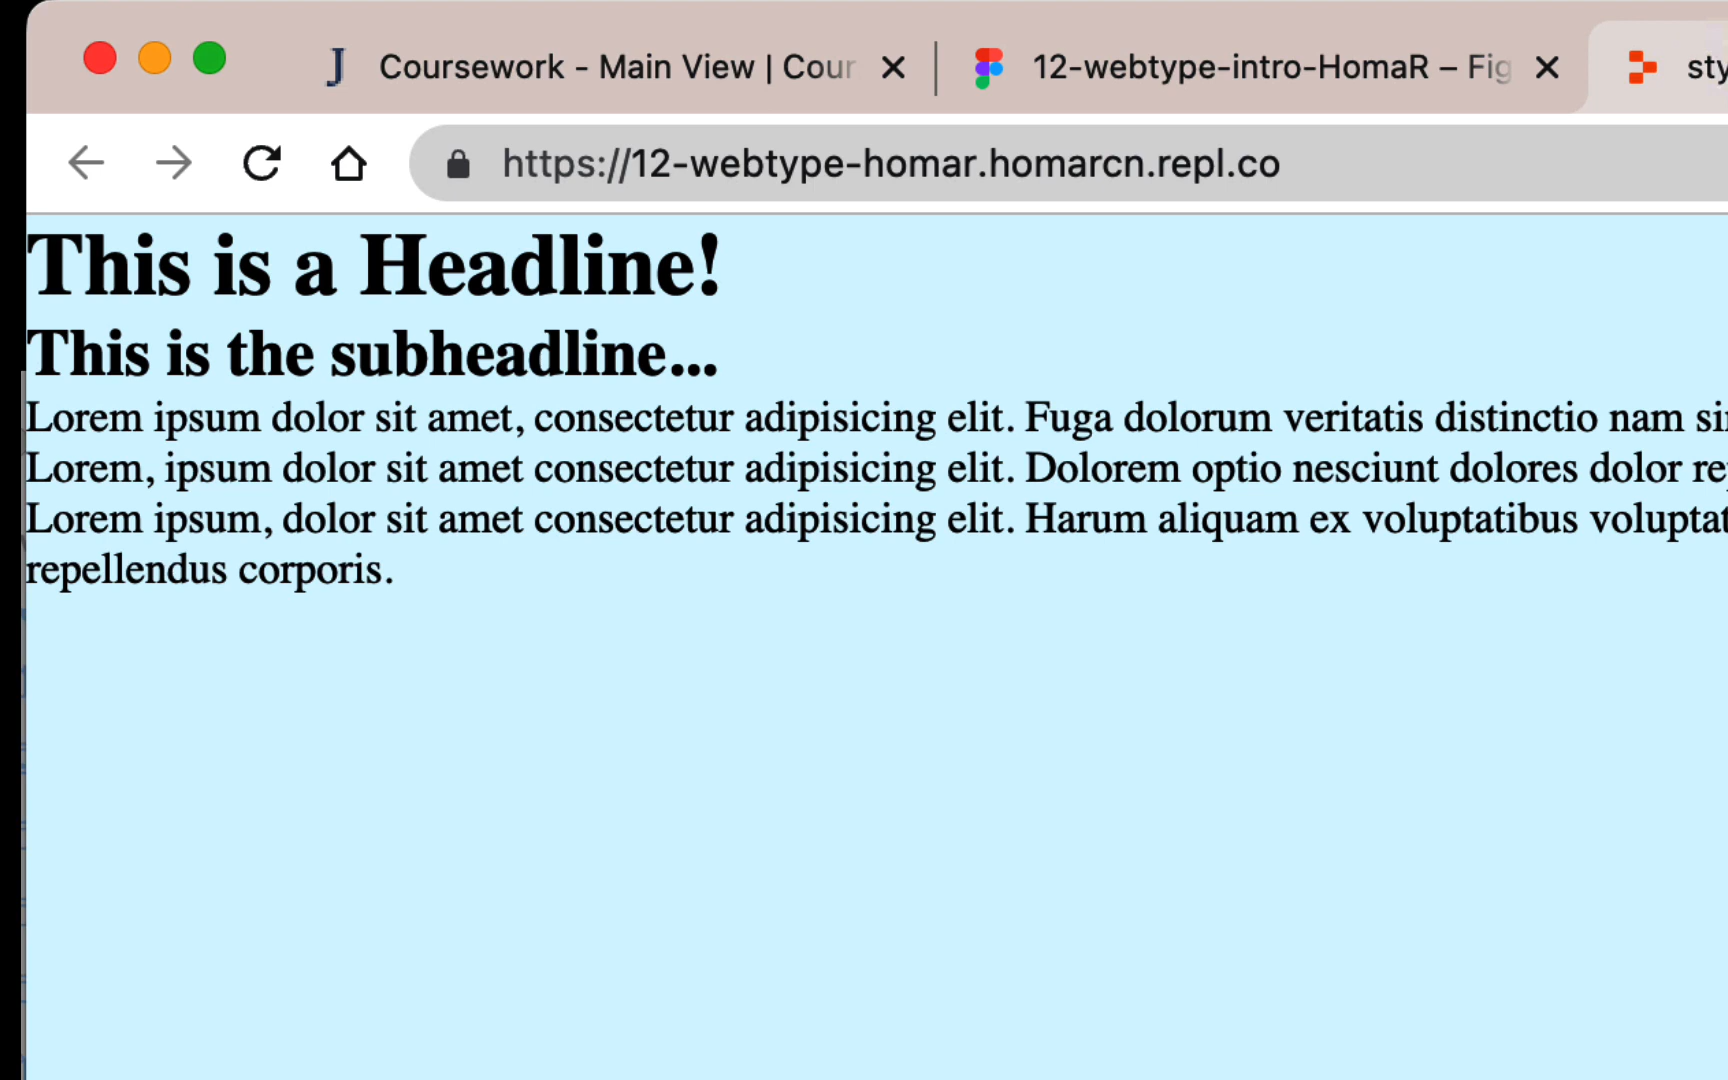 Coursework - Main View | Cour
12-webtype-intro-HomaR – Fig
sty
https://12-webtype-homar.homarcn.repl.co
This is a Headline!
This is the subheadline...
Lorem ipsum dolor sit amet, consectetur adipisicing elit. Fuga dolorum veritatis distinctio nam
Lorem, ipsum dolor sit amet consectetur adipisicing elit. Dolorem optio nesciunt dolores dolor
Lorem ipsum, dolor sit amet consectetur adipisicing elit. Harum aliquam ex voluptatibus voluptat
repellendus corporis.